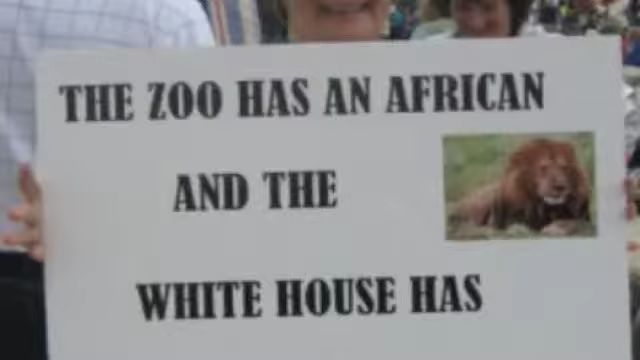 THE ZOO HAS AN AFRICAN
AND THE
WHITE HOUSE HAS